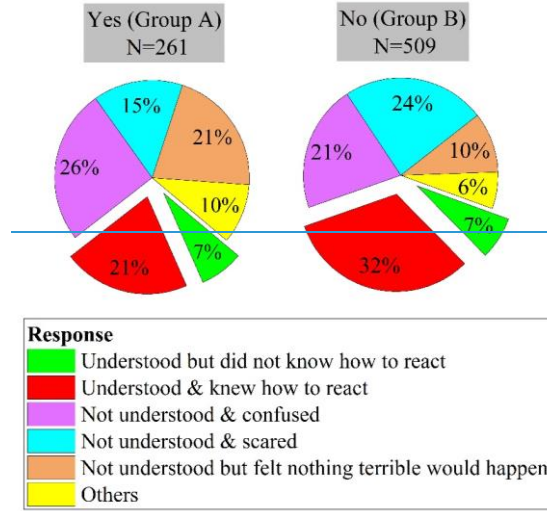 Yes (Group A)
N=261
No (Group B)
N=509
15%
21%
26%
10%
7%
21%
24%
10%
21%
6%
7%
32%
Response
Understood but did not know how to react
Understood & knew how to react
Not understood & confused
Not understood & scared
Not understood but felt nothing terrible would happen
Others